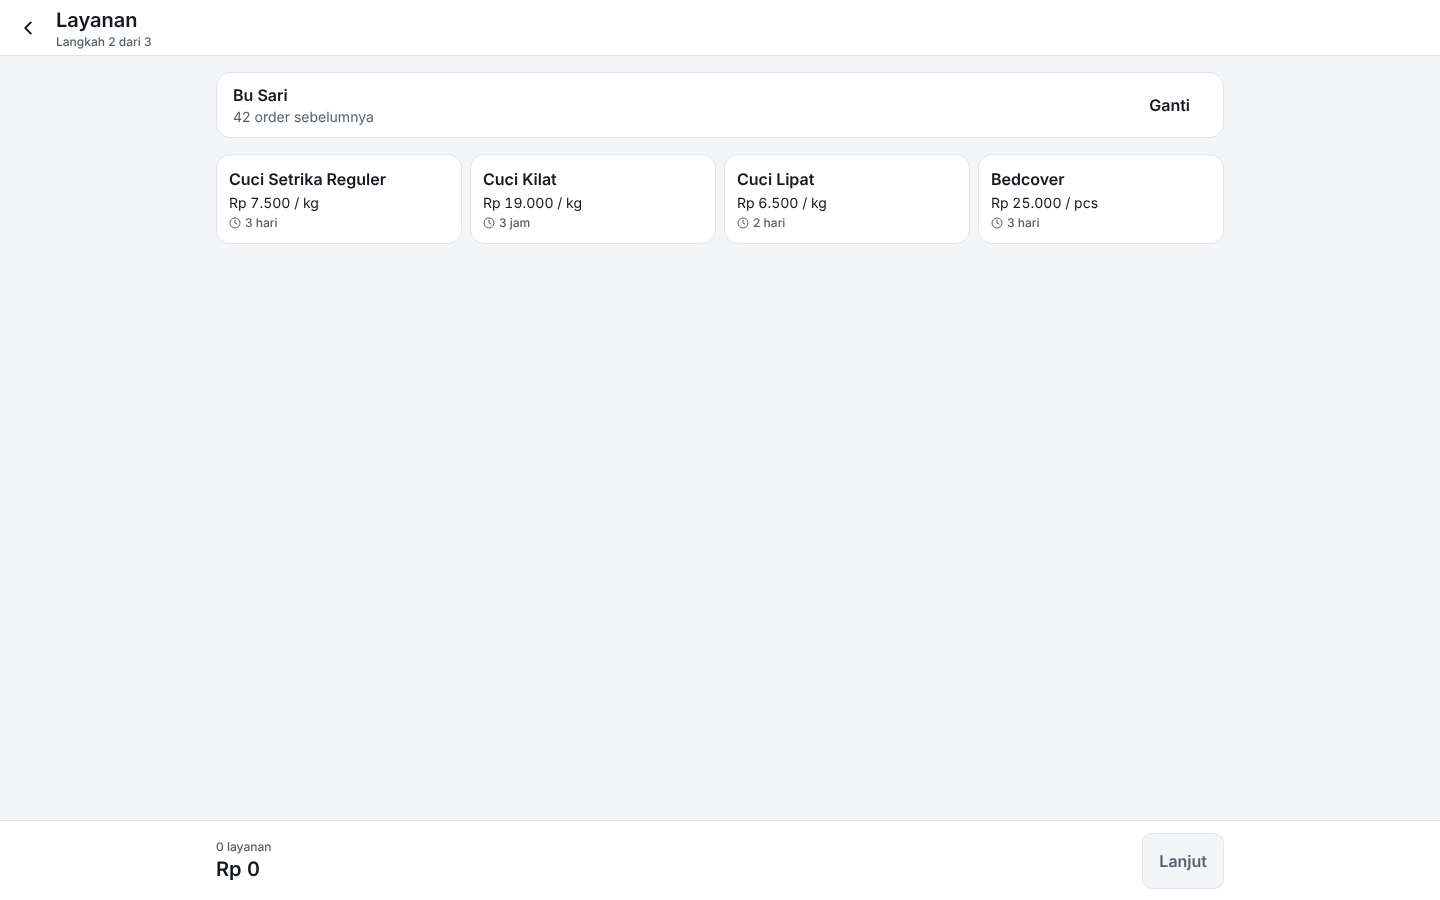 Layanan
Langkah 2 dari 3
Bu Sari
42 order sebelumnya
Ganti
Cuci Setrika Reguler
Rp 7.500 / kg
3 hari
Cuci Kilat
Rp 19.000 / kg
3 jam
Cuci Lipat
Rp 6.500 / kg
2 hari
Bedcover
Rp 25.000 / pcs
3 hari
0 layanan
Rp 0
Lanjut